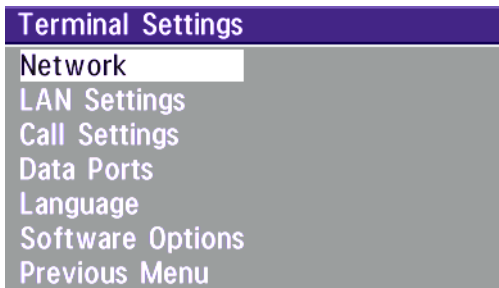 Terminal Settings
Network
LAN Settings
Call Settings
Data Ports
Language
Software Options
Previous Menu